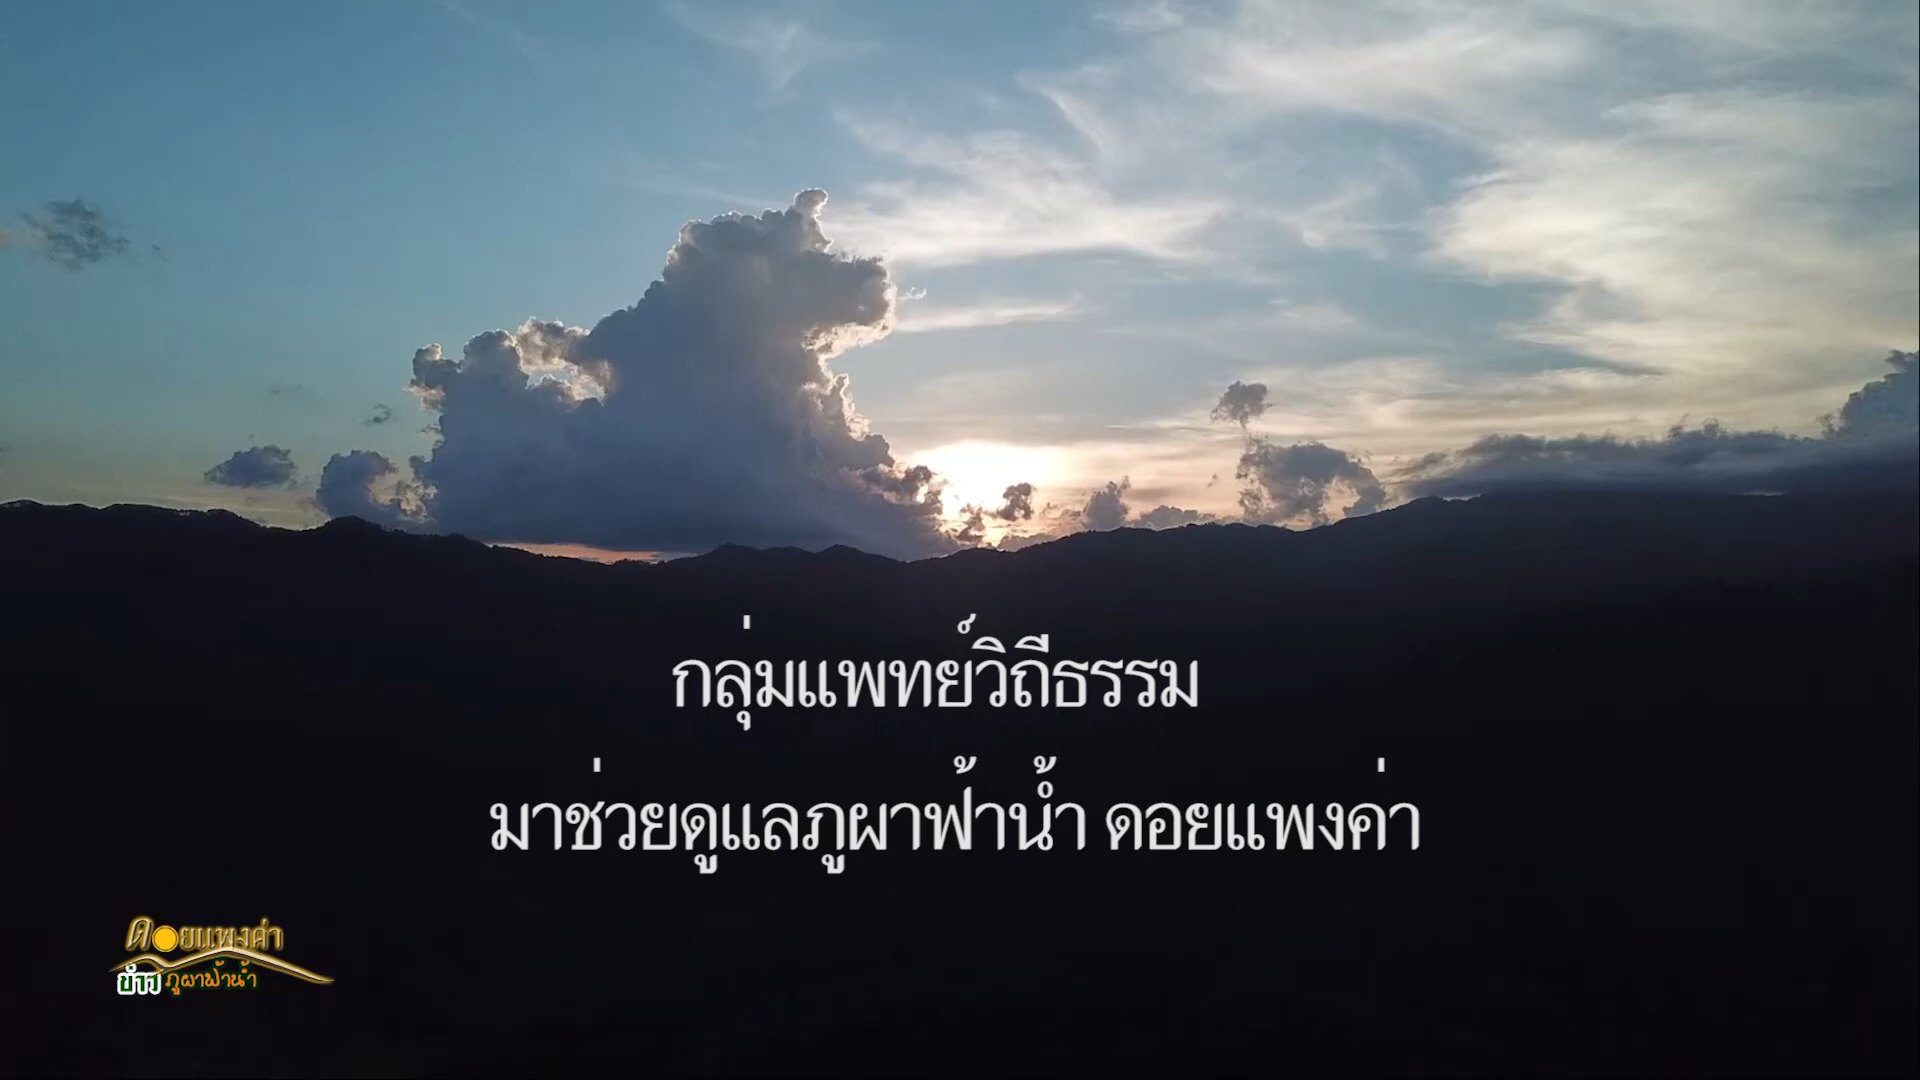 กลุ่มแพทย์วิถีธรรม
มาช่วยดูแลภูผาฟ้าน้ำ ดอยแพงค่า
ดอยแพงค่า
ข่าว ภูผาฟ้าน้ำ